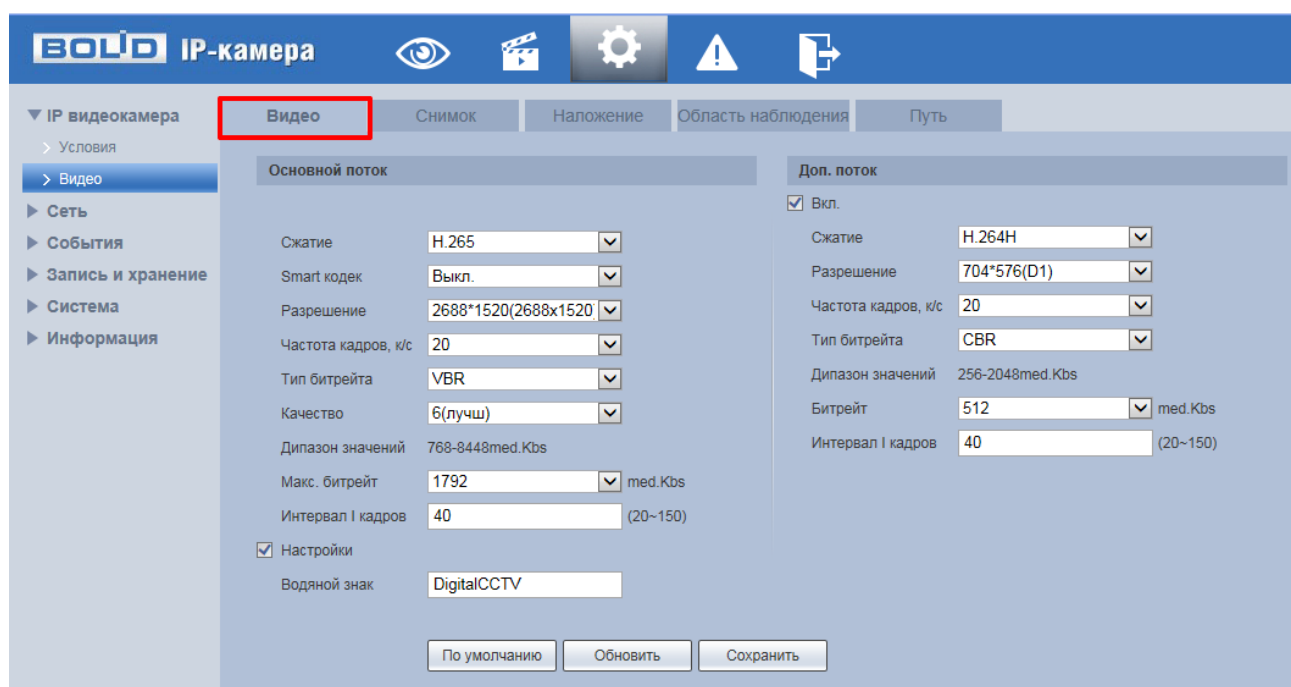 BOLID IP-камера
IP видеокамера
Условия
Видео
Сеть
События
Запись и хранение
Система
Информация
Видео Снимок Наложение Область наблюдения Путь
Основной поток
Сжатие H.265
Smart кодек Выкл.
Разрешение 2688*1520(2688x1520)
Частота кадров, к/с 20
Тип битрейта VBR
Качество 6(лучш)
Дипазон значений 768-8448med.Kbs
Макс. битрейт 1792 med.Kbs
Интервал I кадров 40 (20~150)
Настройки
Водяной знак DigitalCCTV
По умолчанию Обновить Сохранить
Доп. поток
Вкл.
Сжатие H.264H
Разрешение 704*576(D1)
Частота кадров, к/с 20
Тип битрейта CBR
Дипазон значений 256-2048med.Kbs
Битрейт 512 med.Kbs
Интервал I кадров 40 (20~150)